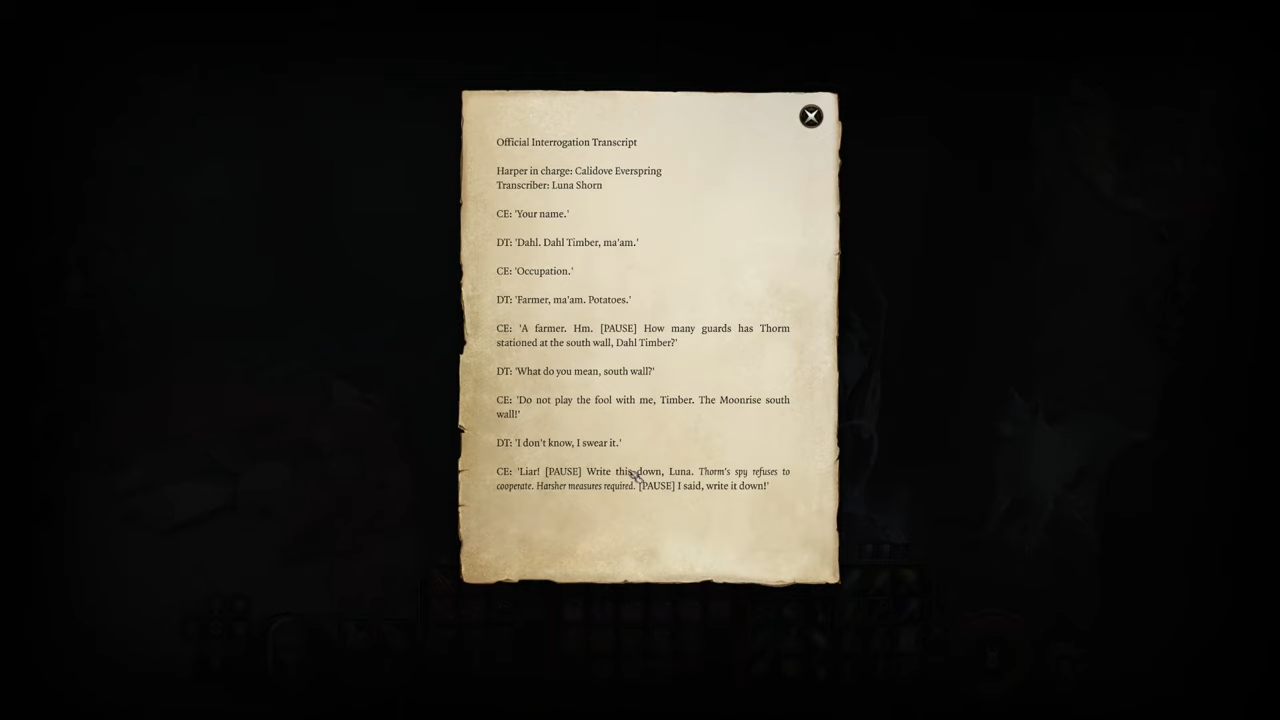 Official Interrogation Transcript
Harper in charge: Calidove Everspring
Transcriber: Luna Shorn
CE: 'Your name.'
DT: 'Dahl. Dahl Timber, ma'am.'
CE: 'Occupation.'
DT: 'Farmer, ma'am. Potatoes.'
CE: 'A farmer. Hm. [PAUSE] How many guards has Thorm
stationed at the south wall, Dahl Timber?'
DT: 'What do you mean, south wall?'
CE: 'Do not play the fool with me, Timber. The Moonrise south
wall!'
DT: 'I don't know, I swear it.'
CE: 'Liar! [PAUSE] Write this down, Luna. Thorm's spy refuses to
cooperate. Harsher measures required. [PAUSE] I said, write it down!'